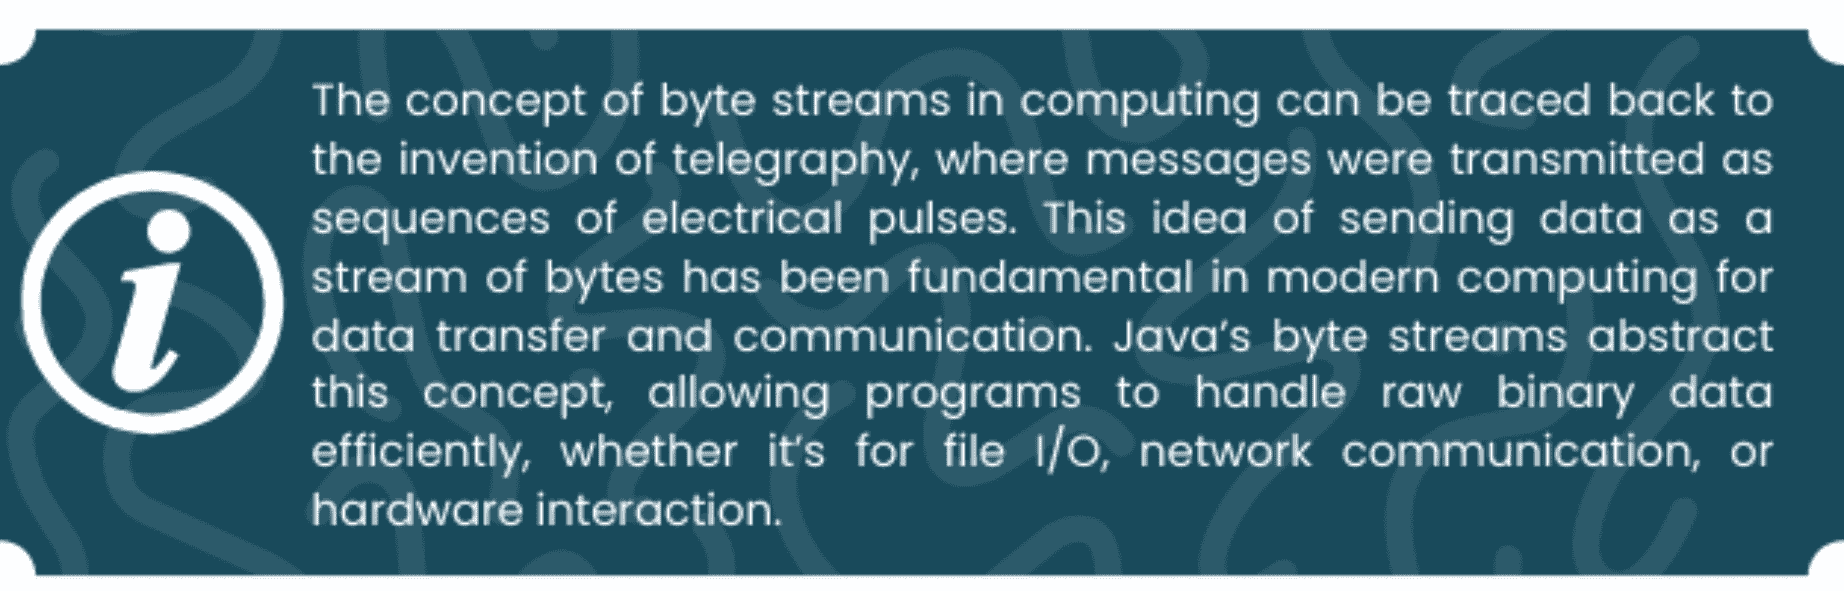 The concept of byte streams in computing can be traced back to
the invention of telegraphy, where messages were transmitted as
sequences of electrical pulses. This idea of sending data as a
stream of bytes has been fundamental in modern computing for
data transfer and communication. Java’s byte streams abstract
this concept, allowing programs to handle raw binary data
efficiently, whether it’s for file I/O, network communication, or
hardware interaction.